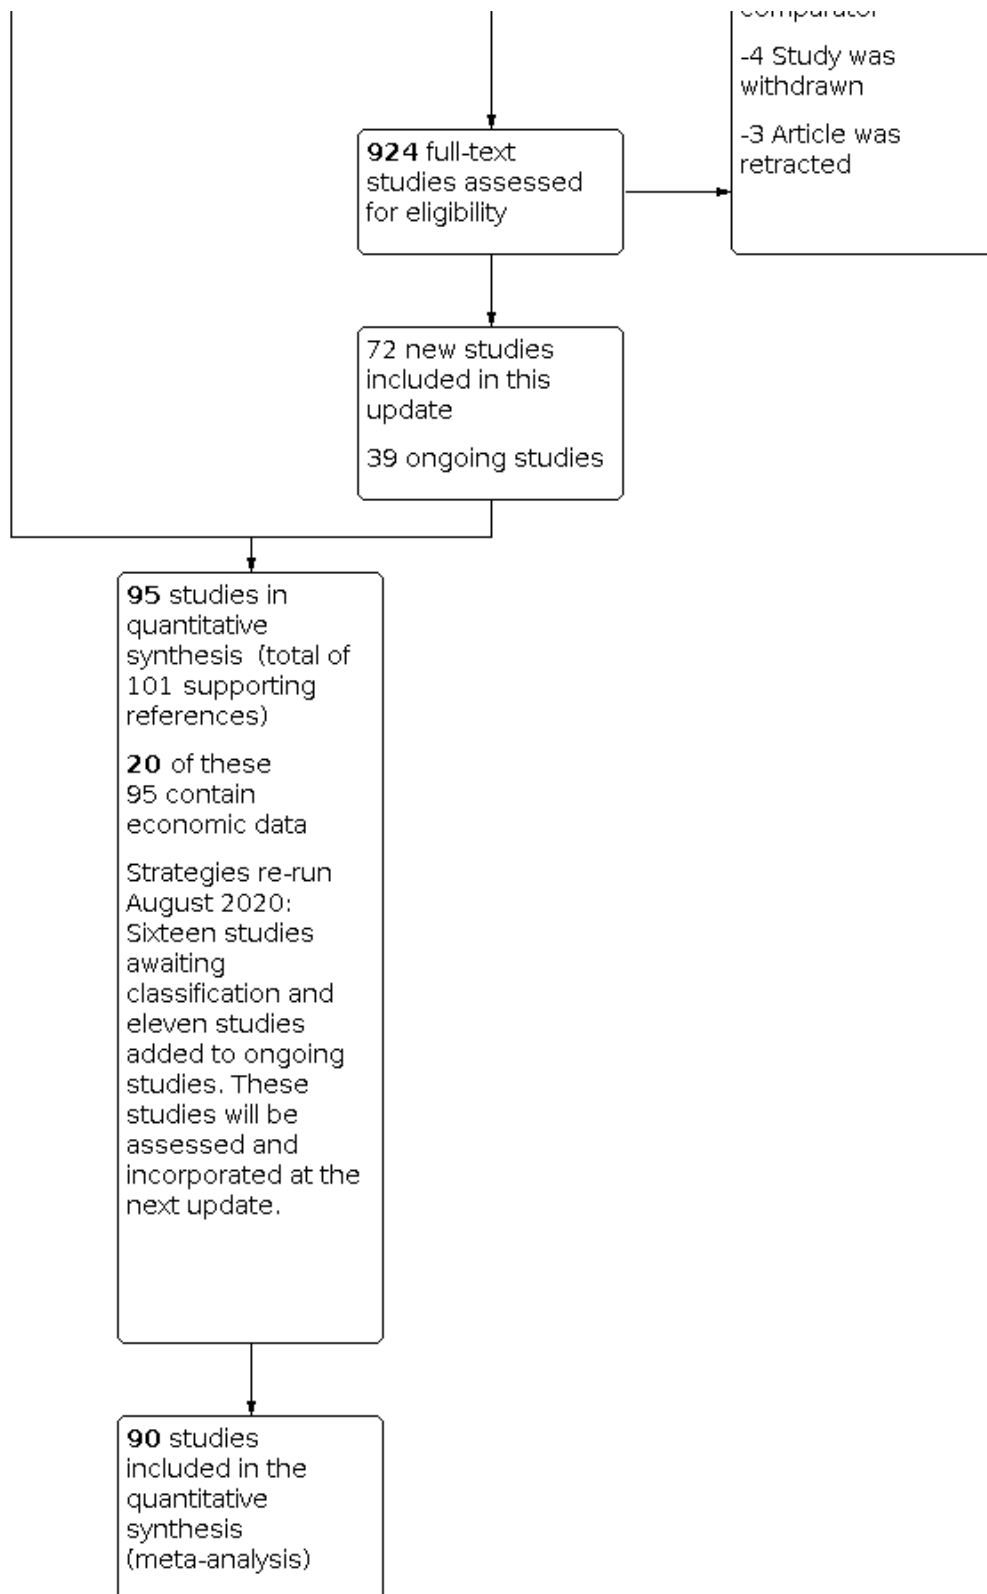 comparator
-4 Study was
withdrawn
-3 Article was
retracted
924 full-text
studies assessed
for eligibility
72 new studies
included in this
update
39 ongoing studies
95 studies in
quantitative
synthesis (total of
101 supporting
references)
20 of these
95 contain
economic data
Strategies re-run
August 2020:
Sixteen studies
awaiting
classification and
eleven studies
added to ongoing
studies. These
studies will be
assessed and
incorporated at the
next update.
90 studies
included in the
quantitative
synthesis
(meta-analysis)